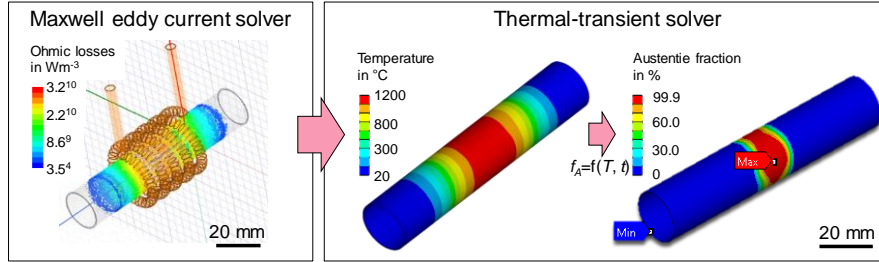 Maxwell eddy current solver
Ohmic losses
in Wm⁻³
3.2¹⁰
2.2¹⁰
8.6⁹
3.5⁴
20 mm
Thermal-transient solver
Temperature
in °C
1200
800
300
20
f_A=f(T, t)
Austentie fraction
in %
99.9
60.0
30.0
0
Max
Min
20 mm